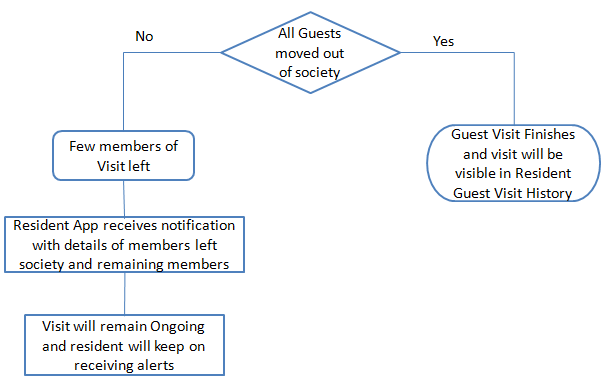 No
All Guests
moved out
of society
Yes
Few members of
Visit left
Guest Visit Finishes
and visit will be
visible in Resident
Guest Visit History
Resident App receives notification
with details of members left
society and remaining members
Visit will remain Ongoing
and resident will keep on
receiving alerts